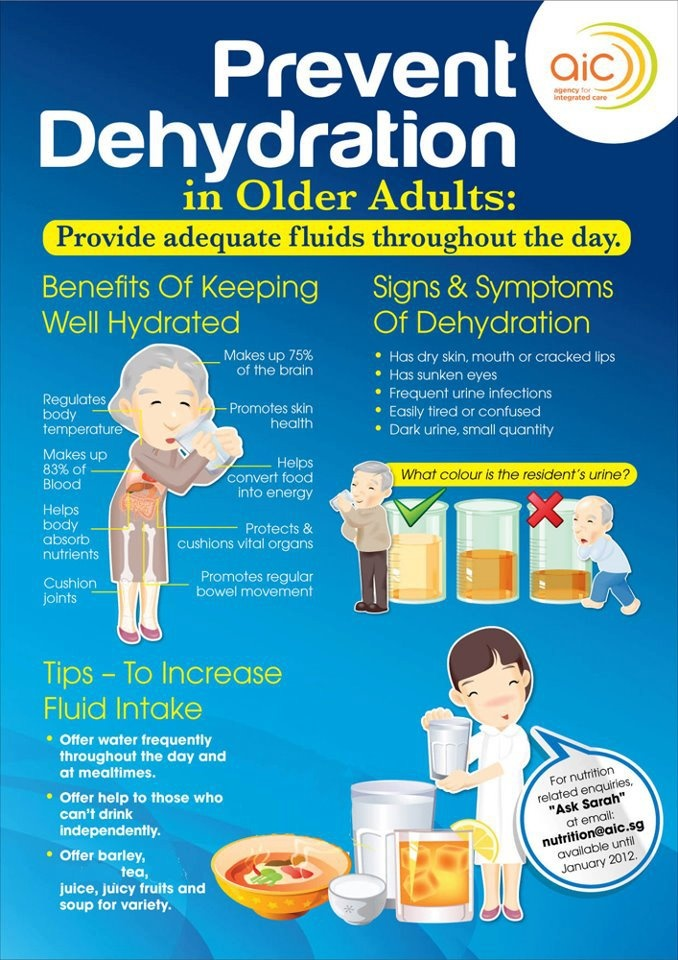 Prevent
Dehydration
in Older Adults:
Provide adequate fluids throughout the day.
aic
agency for
integrated care
Benefits Of Keeping
Well Hydrated
Makes up 75%
of the brain
Regulates
body
temperature
Promotes skin
health
Makes up
83% of
Blood
Helps
convert food
into energy
Helps
body
absorb
nutrients
Protects &
cushions vital organs
Cushion
joints
Promotes regular
bowel movement
Signs & Symptoms
Of Dehydration
• Has dry skin, mouth or cracked lips
• Has sunken eyes
• Frequent urine infections
• Easily tired or confused
• Dark urine, small quantity
What colour is the resident's urine?
Tips – To Increase
Fluid Intake
• Offer water frequently
throughout the day and
at mealtimes.
• Offer help to those who
can't drink
independently.
• Offer barley,
tea,
juice, juicy fruits and
soup for variety.
For nutrition
related enquiries,
"Ask Sarah"
at email:
nutrition@aic.sg
available until
January 2012.